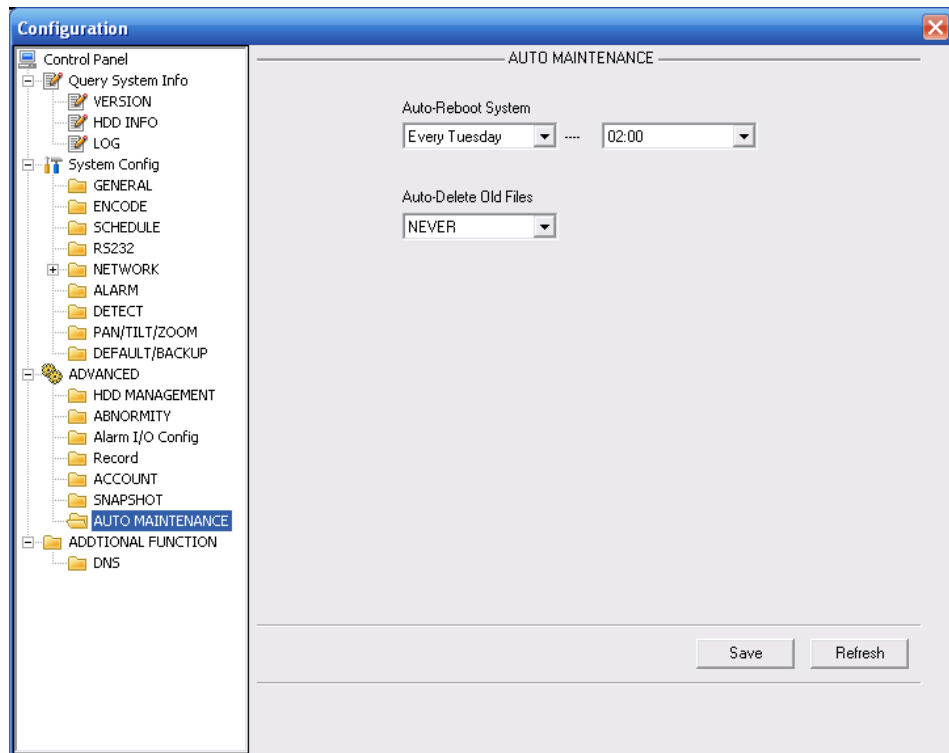 Configuration
Control Panel
Query System Info
VERSION
HDD INFO
LOG
System Config
GENERAL
ENCODE
SCHEDULE
RS232
NETWORK
ALARM
DETECT
PAN/TILT/ZOOM
DEFAULT/BACKUP
ADVANCED
HDD MANAGEMENT
ABNORMITY
Alarm I/O Config
Record
ACCOUNT
SNAPSHOT
AUTO MAINTENANCE
ADDTIONAL FUNCTION
DNS
AUTO MAINTENANCE
Auto-Reboot System
Every Tuesday ---- 02:00
Auto-Delete Old Files
NEVER
Save Refresh